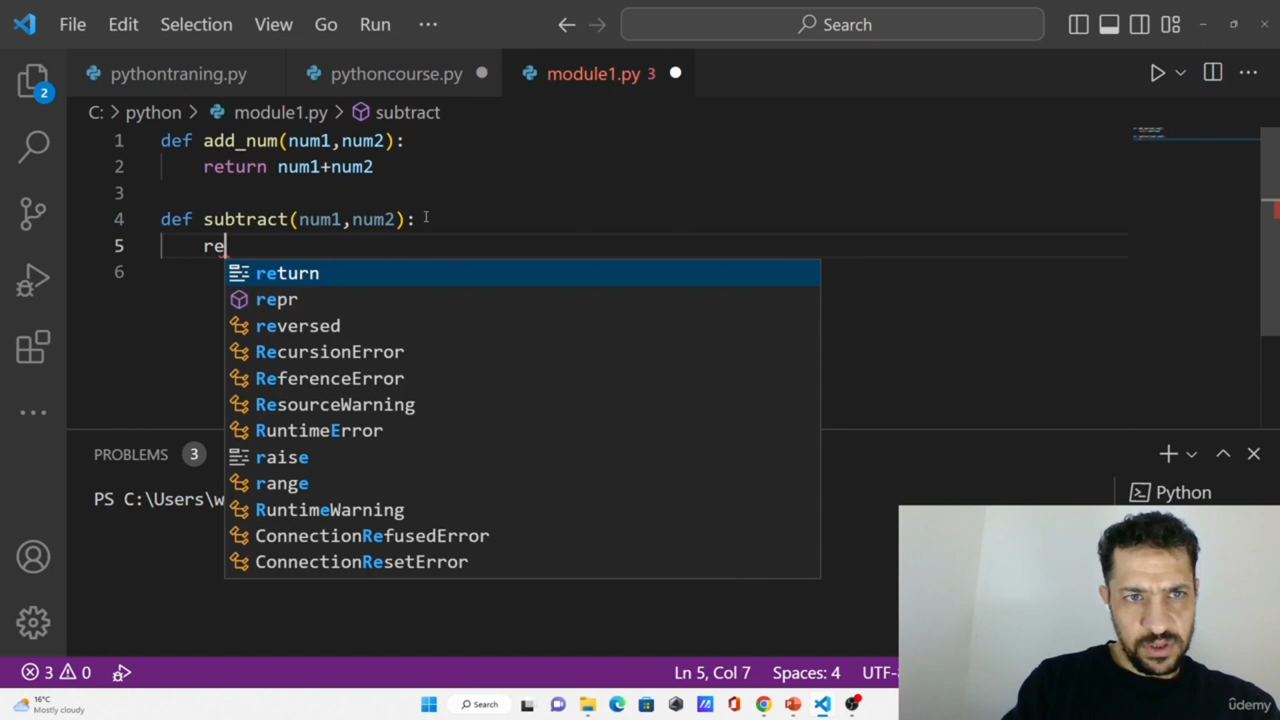 File Edit Selection View Go Run ··· Search
pythontraning.py pythoncourse.py module1.py 3
C: > python > module1.py > subtract
1 def add_num(num1,num2):
2 return num1+num2
3
4 def subtract(num1,num2):
5 re
6
return
repr
reversed
RecursionError
ReferenceError
ResourceWarning
RuntimeError
raise
range
RuntimeWarning
ConnectionRefusedError
ConnectionResetError
2
PROBLEMS 3
PS C:\Users\w
Python
3 0 Ln 5, Col 7 Spaces: 4 UTF-
16°C
Mostly cloudy
Search
udemy